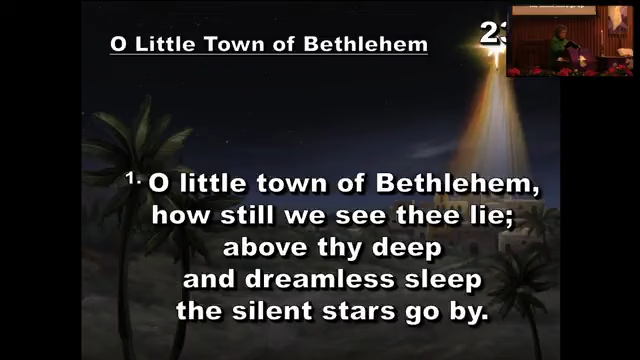 O Little Town of Bethlehem
1. O little town of Bethlehem,
how still we see thee lie;
above thy deep
and dreamless sleep
the silent stars go by.